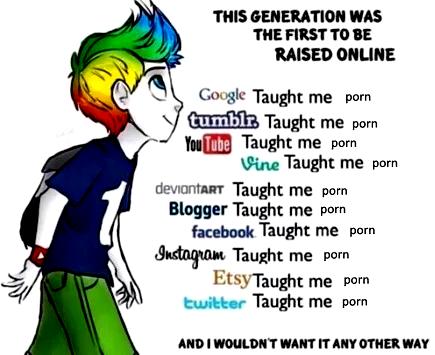 THIS GENERATION WAS
THE FIRST TO BE
RAISED ONLINE
Google Taught me porn
tumblr. Taught me porn
YouTube Taught me porn
Vine Taught me porn
deviantART Taught me porn
Blogger Taught me porn
facebook Taught me porn
Instagram Taught me porn
Etsy Taught me porn
twitter Taught me porn
1
AND I WOULDN'T WANT IT ANY OTHER WAY